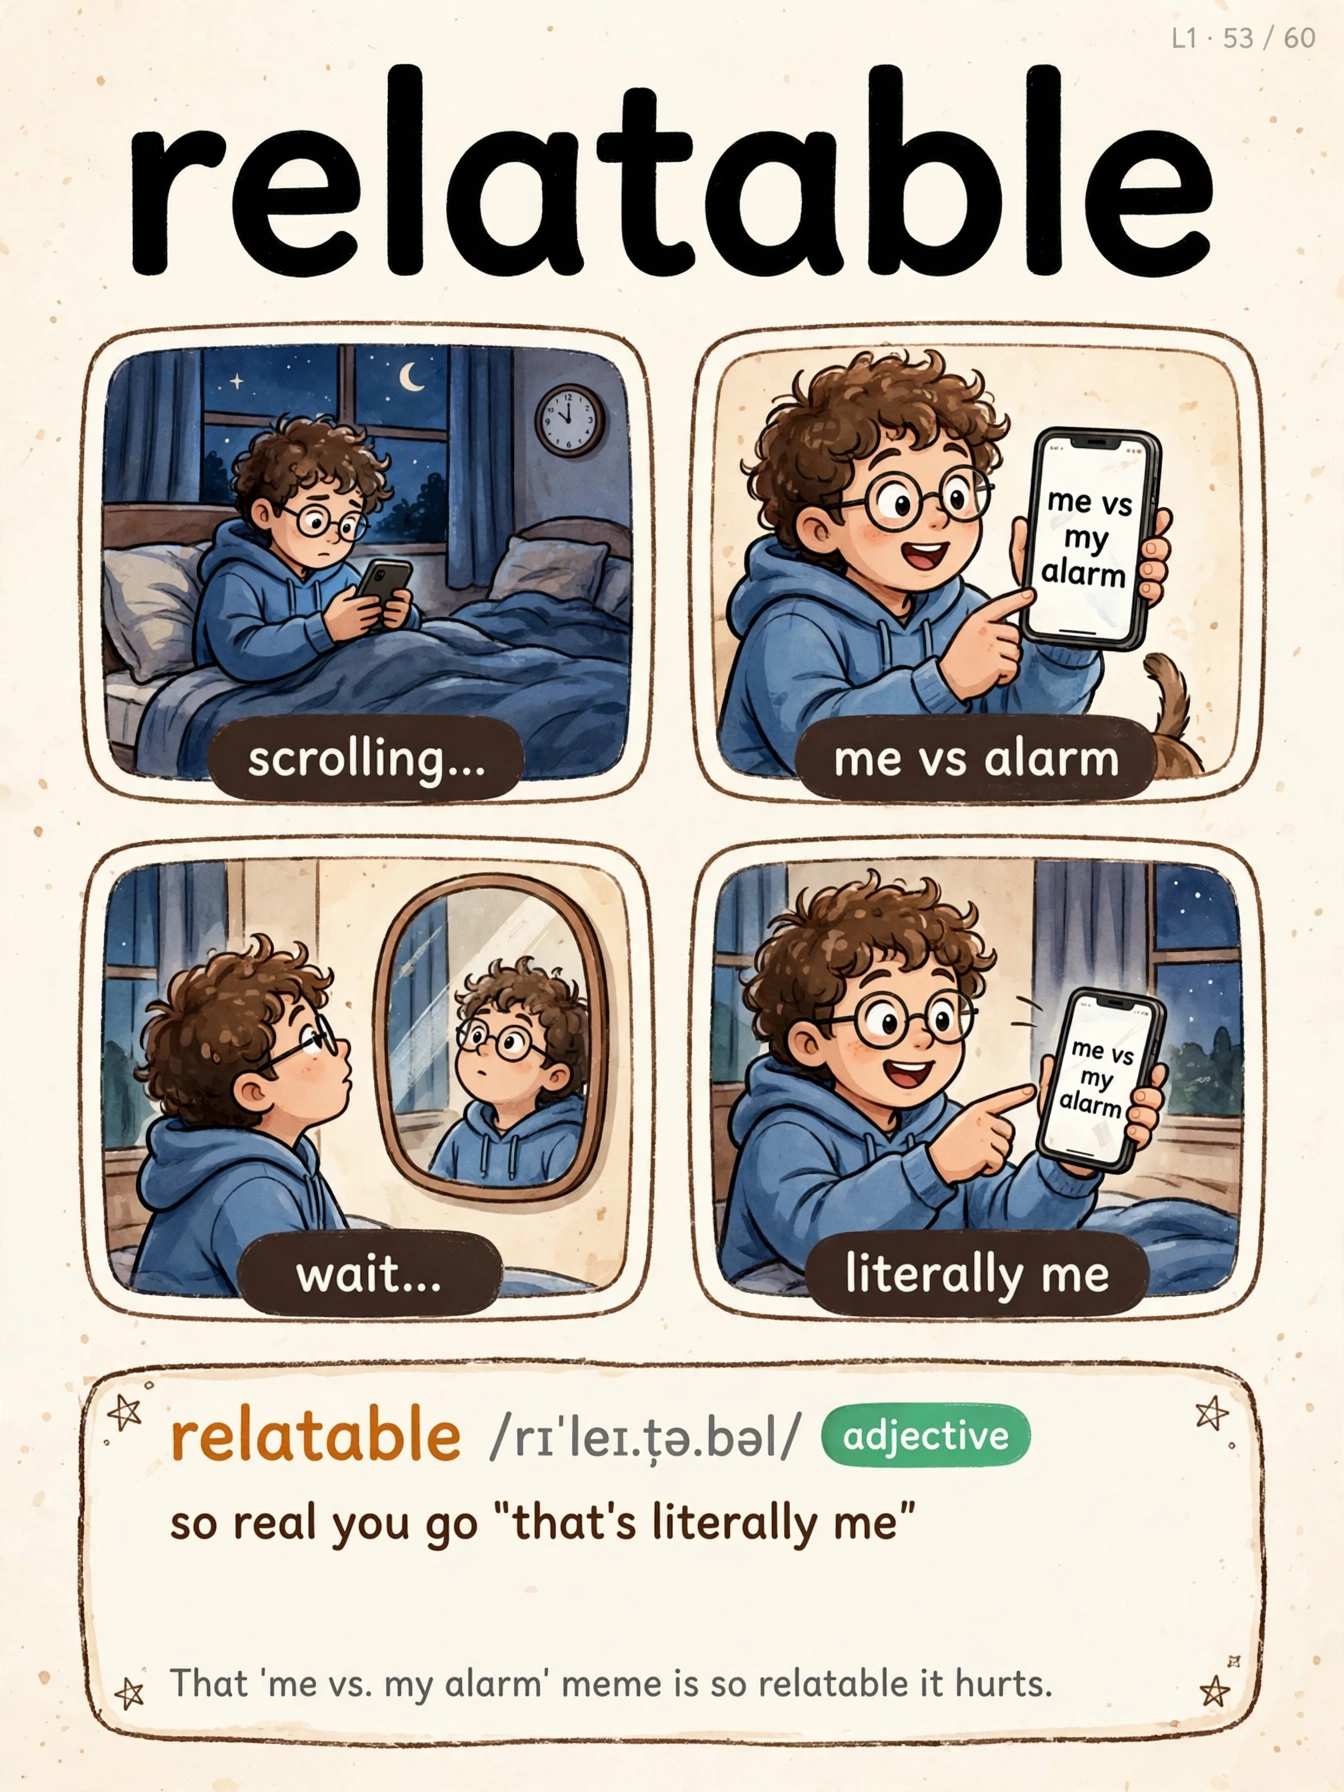 L1 · 53 / 60
relatable
scrolling...
me vs
my
alarm
me vs alarm
wait...
me vs
my
alarm
literally me
relatable /rɪˈleɪ.t̬ə.bəl/ adjective
so real you go "that's literally me"
That 'me vs. my alarm' meme is so relatable it hurts.